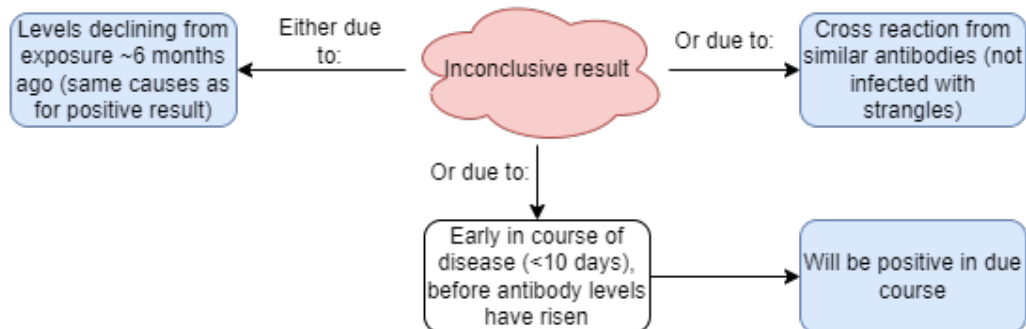 Levels declining from
exposure ~6 months
ago (same causes as
for positive result)
Either due
to:
Inconclusive result
Or due to:
Cross reaction from
similar antibodies (not
infected with
strangles)
Or due to:
Early in course of
disease (<10 days),
before antibody levels
have risen
Will be positive in due
course